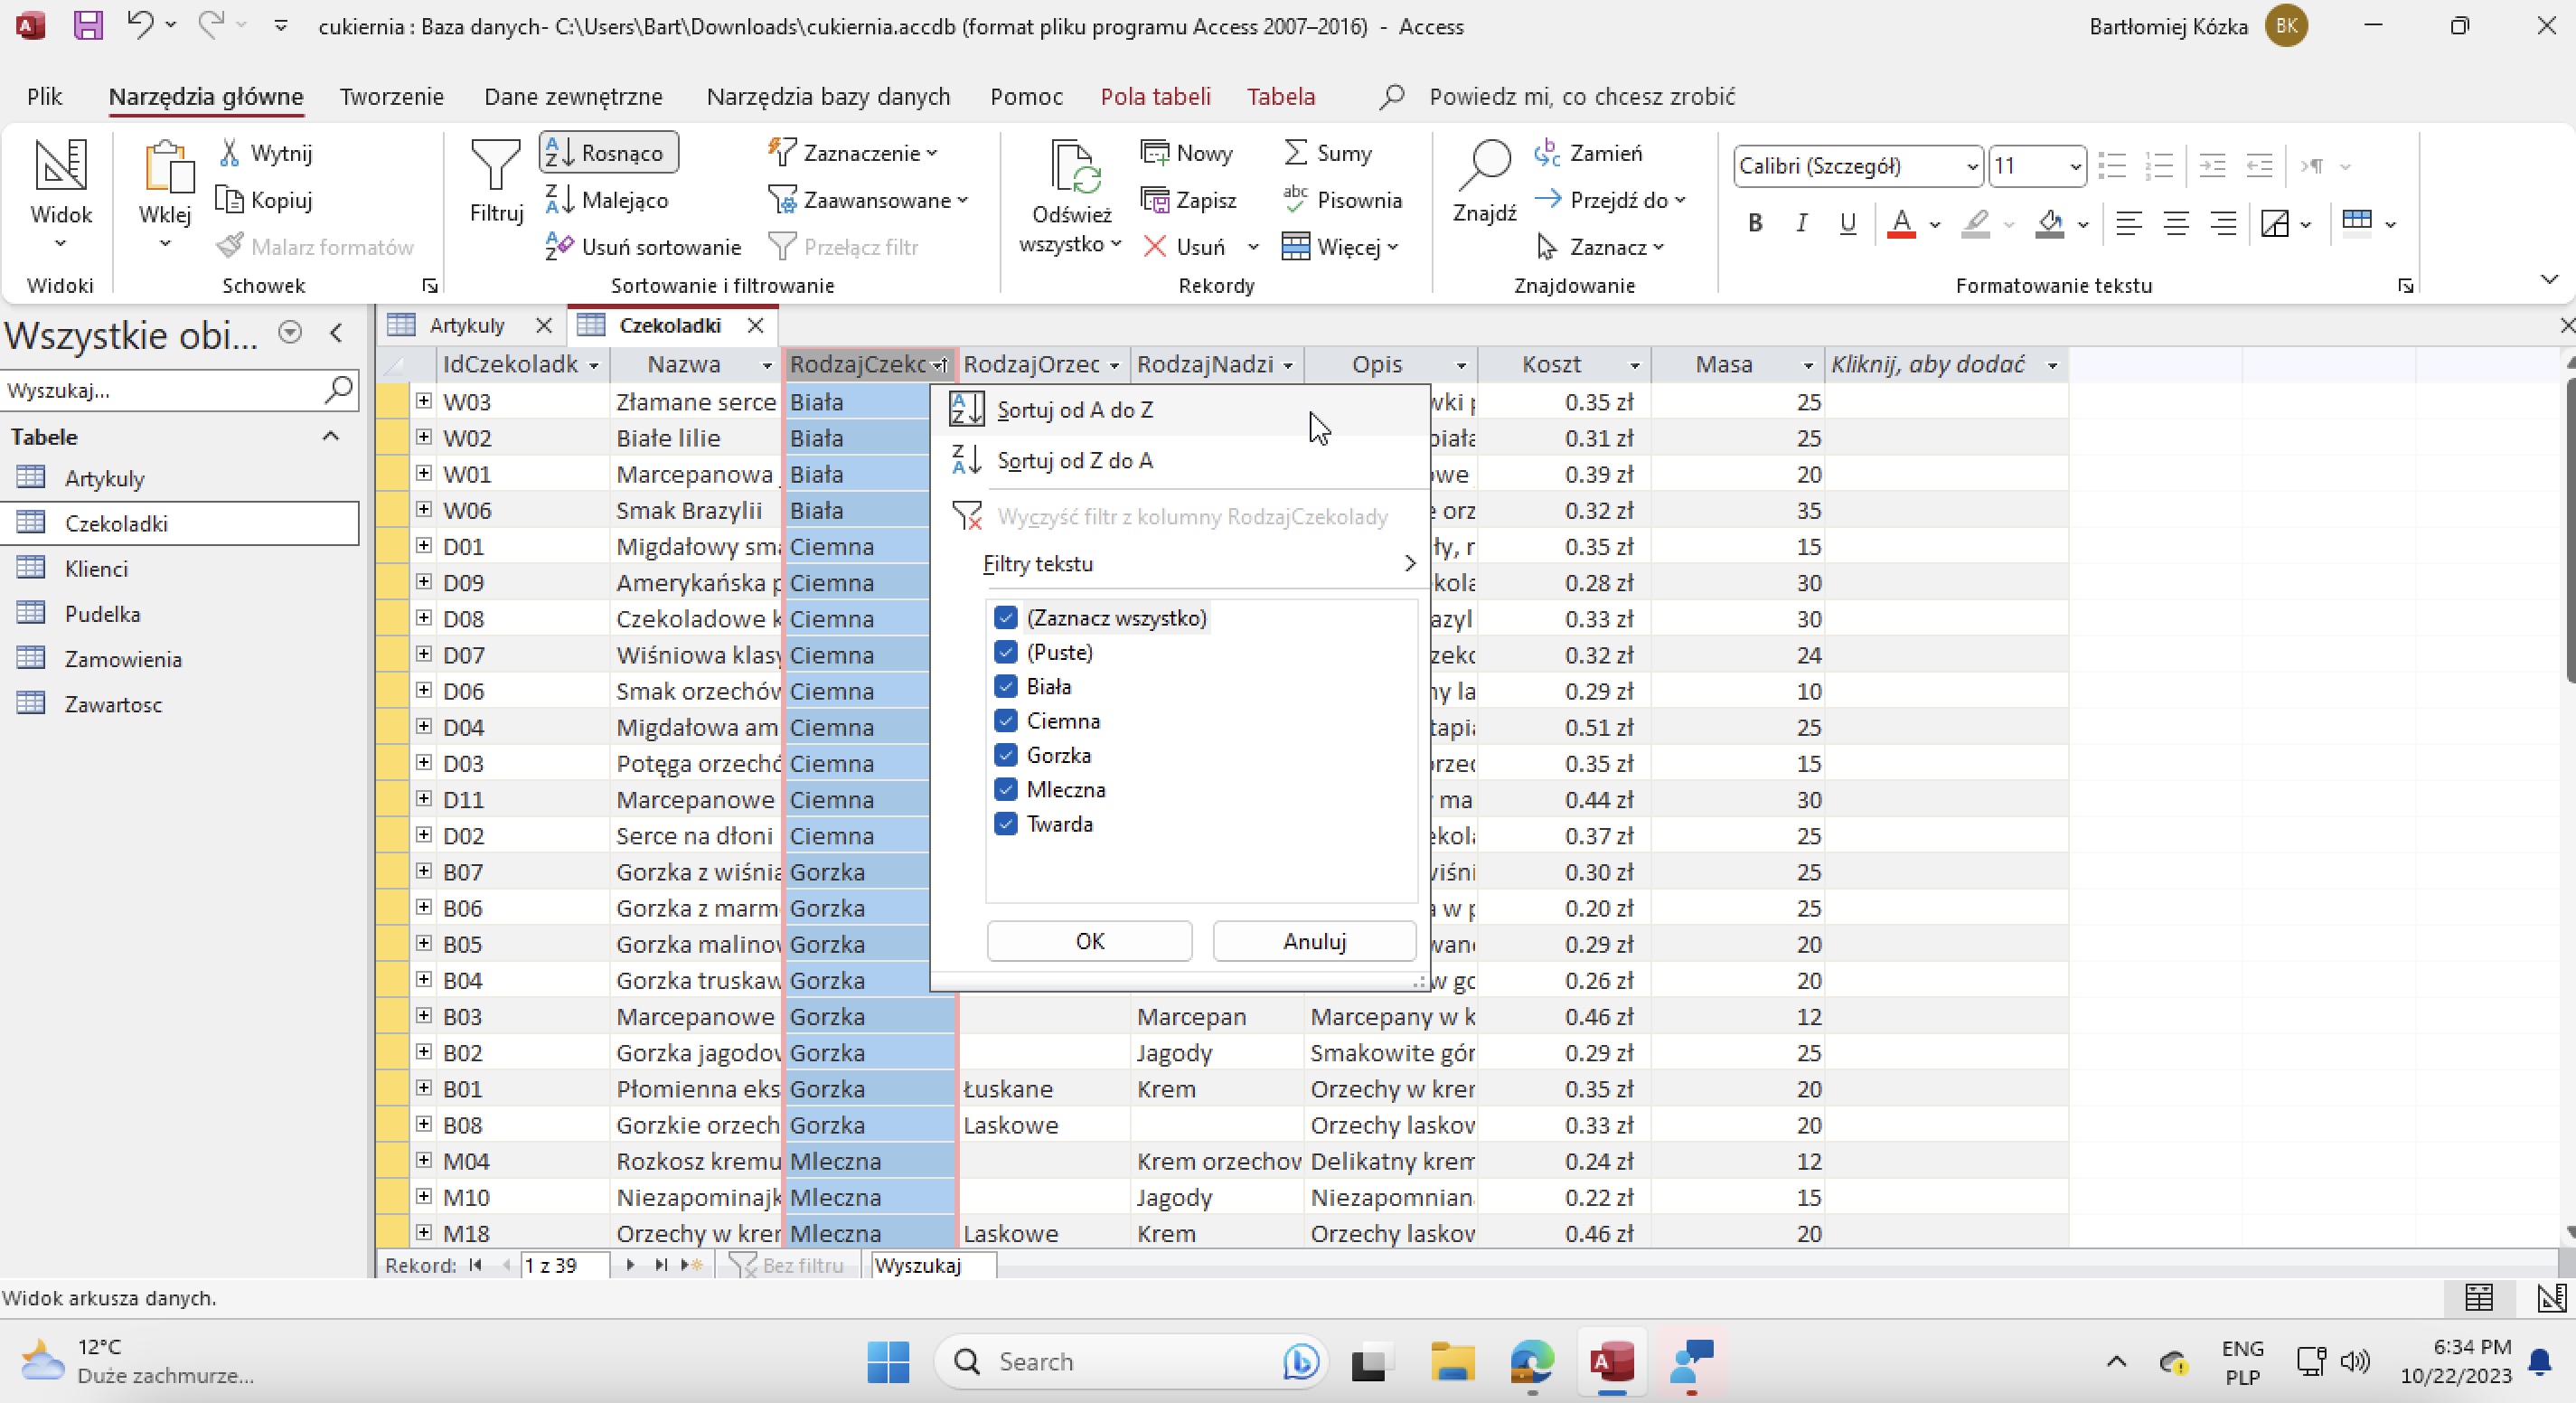 cukiernia : Baza danych- C:\Users\Bart\Downloads\cukiernia.accdb (format pliku programu Access 2007–2016) - Access
Bartłomiej Kózka BK
Plik Narzędzia główne Tworzenie Dane zewnętrzne Narzędzia bazy danych Pomoc Pola tabeli Tabela Powiedz mi, co chcesz zrobić
Widok
Widoki
Wklej
Wytnij
Kopiuj
Malarz formatów
Schowek
Filtruj
Rosnąco
Malejąco
Usuń sortowanie
Zaznaczenie
Zaawansowane
Przełącz filtr
Sortowanie i filtrowanie
Odśwież
wszystko
Nowy
Zapisz
Usuń
Sumy
Pisownia
Więcej
Rekordy
Znajdź
Zamień
Przejdź do
Zaznacz
Znajdowanie
Calibri (Szczegół) 11
B I U A
Formatowanie tekstu
Wszystkie obi...
Wyszukaj...
Tabele
Artykuly
Czekoladki
Klienci
Pudelka
Zamowienia
Zawartosc
Artykuly Czekoladki
IdCzekoladk Nazwa RodzajCzekc RodzajOrzec RodzajNadzi Opis Koszt Masa Kliknij, aby dodać
W03 Złamane serce Biała wki 0.35 zł 25
W02 Białe lilie Biała biała 0.31 zł 25
W01 Marcepanowa Biała owe 0.39 zł 20
W06 Smak Brazylii Biała e orz 0.32 zł 35
D01 Migdałowy sma Ciemna ły, r 0.35 zł 15
D09 Amerykańska p Ciemna kola 0.28 zł 30
D08 Czekoladowe k Ciemna azyl 0.33 zł 30
D07 Wiśniowa klasy Ciemna zeko 0.32 zł 24
D06 Smak orzechów Ciemna ny la 0.29 zł 10
D04 Migdałowa am Ciemna tapia 0.51 zł 25
D03 Potęga orzechó Ciemna orzec 0.35 zł 15
D11 Marcepanowe Ciemna ma 0.44 zł 30
D02 Serce na dłoni Ciemna ekola 0.37 zł 25
B07 Gorzka z wiśnia Gorzka viśni 0.30 zł 25
B06 Gorzka z marm Gorzka a w p 0.20 zł 25
B05 Gorzka malinow Gorzka wane 0.29 zł 20
B04 Gorzka truskaw Gorzka w go 0.26 zł 20
B03 Marcepanowe Gorzka Marcepan Marcepany w k 0.46 zł 12
B02 Gorzka jagodow Gorzka Jagody Smakowite gór 0.29 zł 25
B01 Płomienna eks Gorzka Łuskane Krem Orzechy w krer 0.35 zł 20
B08 Gorzkie orzech Gorzka Laskowe Orzechy laskow 0.33 zł 20
M04 Rozkosz kremu Mleczna Krem orzechow Delikatny krem 0.24 zł 12
M10 Niezapominajk Mleczna Jagody Niezapomnian 0.22 zł 15
M18 Orzechy w krer Mleczna Laskowe Krem Orzechy laskow 0.46 zł 20
Sortuj od A do Z
Sortuj od Z do A
Wyczyść filtr z kolumny RodzajCzekolady
Filtry tekstu
(Zaznacz wszystko)
(Puste)
Biała
Ciemna
Gorzka
Mleczna
Twarda
OK Anuluj
Rekord: 1 z 39 Bez filtru Wyszukaj
Widok arkusza danych.
12°C
Duże zachmurze...
Search
ENG
PLP
6:34 PM
10/22/2023